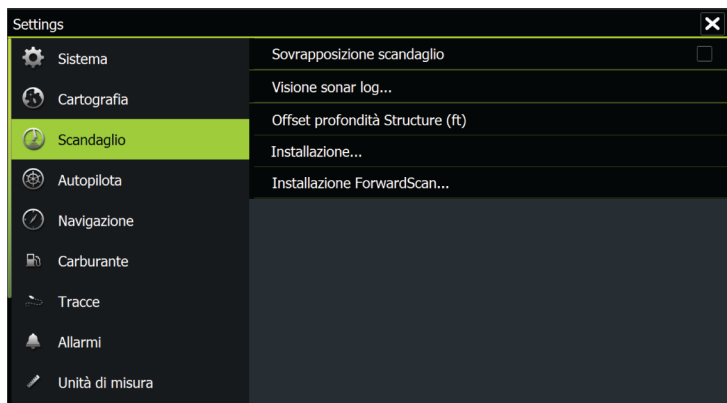 Settings
Sistema
Cartografia
Scandaglio
Autopilota
Navigazione
Carburante
Tracce
Allarmi
Unità di misura
Sovrapposizione scandaglio
Visione sonar log...
Offset profondità Structure (ft)
Installazione...
Installazione ForwardScan...